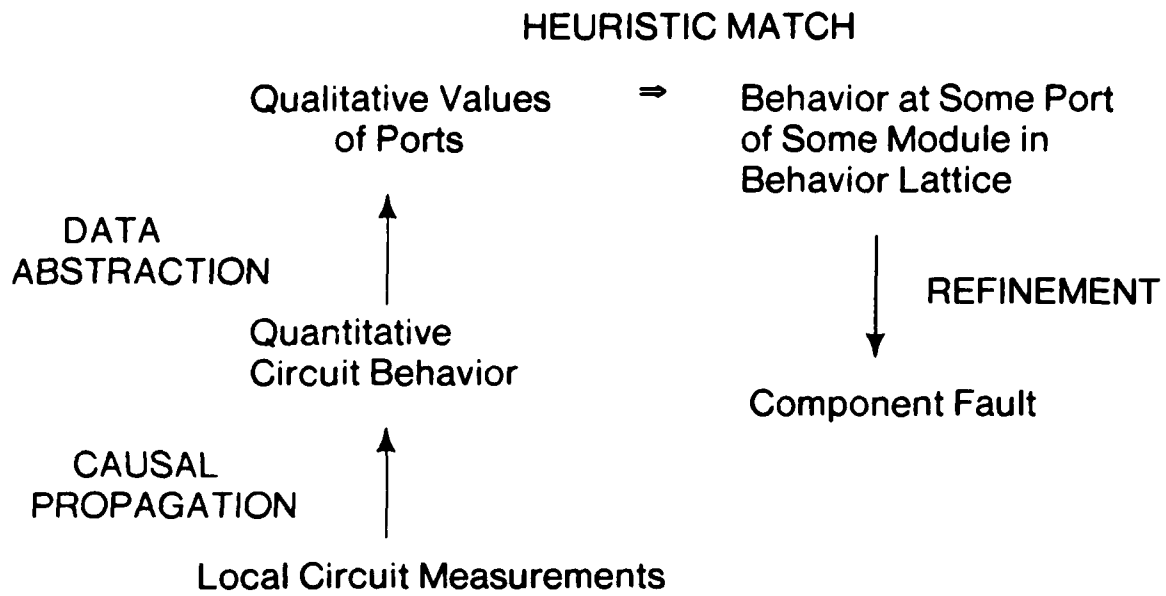 HEURISTIC MATCH
Qualitative Values
of Ports
⇒
Behavior at Some Port
of Some Module in
Behavior Lattice
DATA
ABSTRACTION
REFINEMENT
Quantitative
Circuit Behavior
Component Fault
CAUSAL
PROPAGATION
Local Circuit Measurements